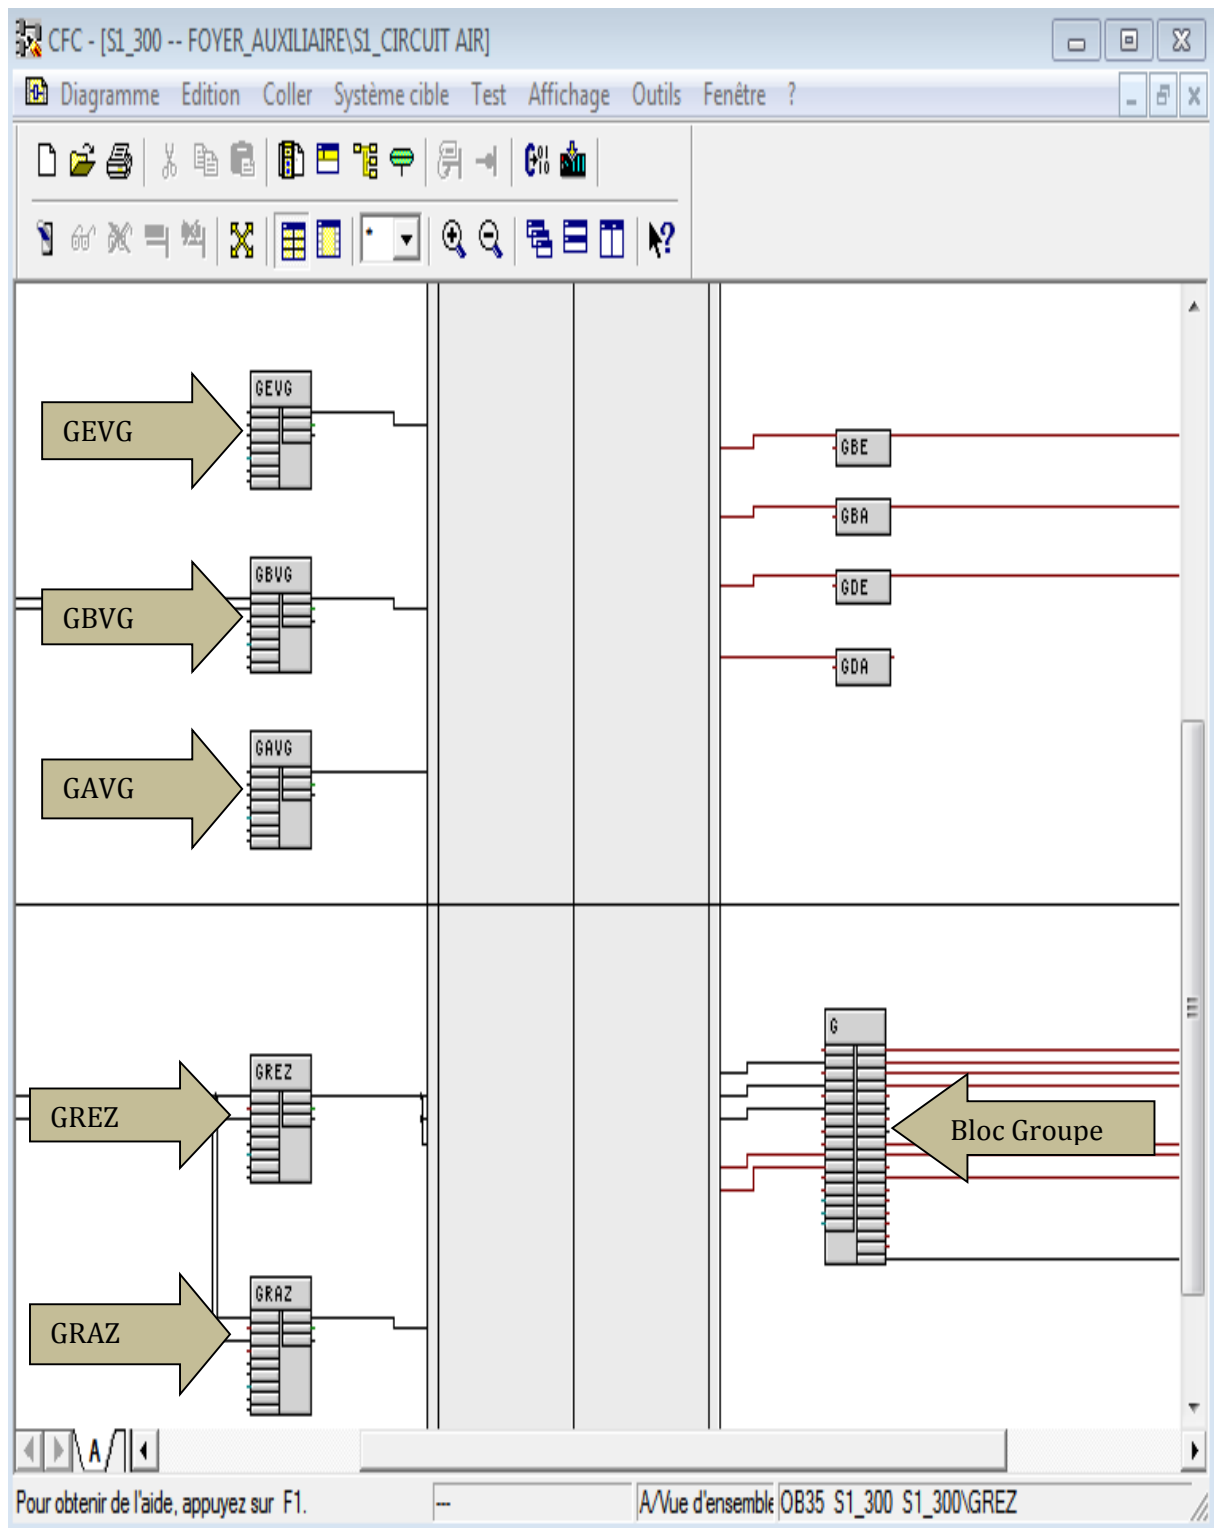 CFC - [S1_300 -- FOYER_AUXILIAIRE\S1_CIRCUIT AIR]
Diagramme Edition Coller Système cible Test Affichage Outils Fenêtre ?
GEVG
GEVG
GBE
GBA
GBVG
GBVG
GDE
GDA
GAVG
GAVG
G
GREZ
GREZ
Bloc Groupe
GRAZ
GRAZ
A
Pour obtenir de l'aide, appuyez sur F1. --- A/Vue d'ensemble OB35 S1_300 S1_300\GREZ